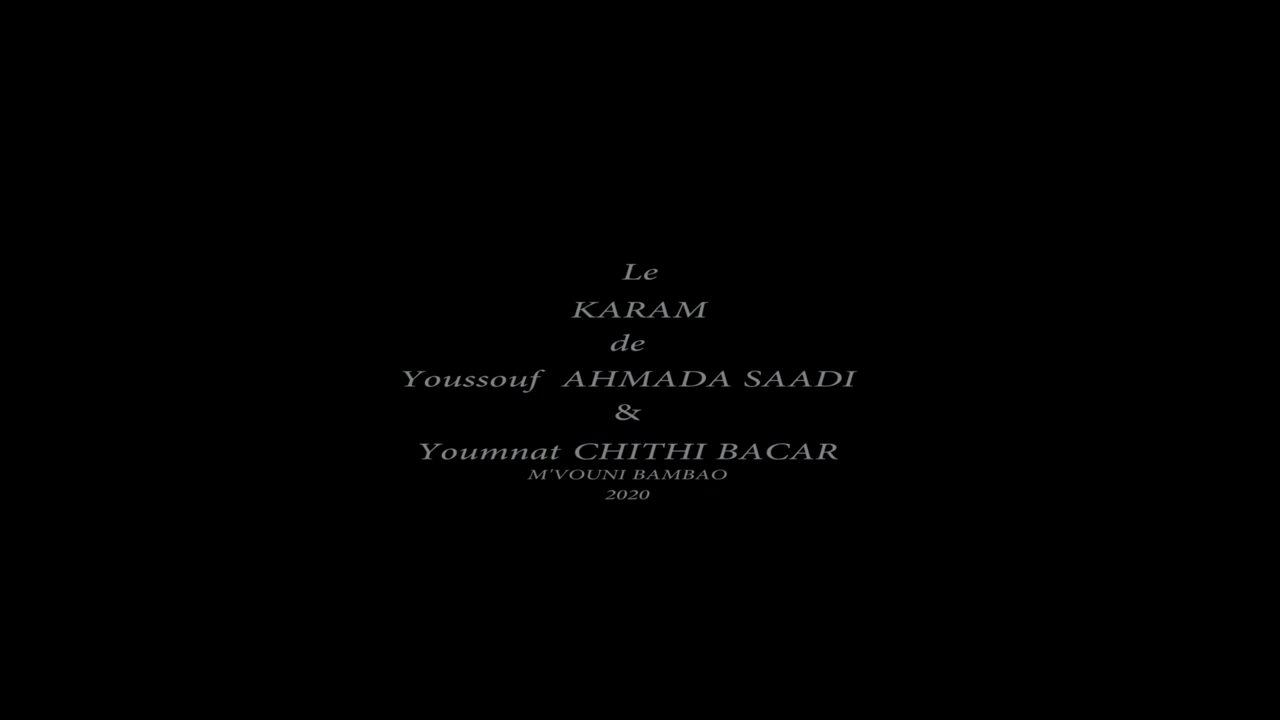 Le
KARAM
de
Youssouf AHMADA SAADI
&
Youmnat CHITHI BACAR
M'VOUNI BAMBAO
2020